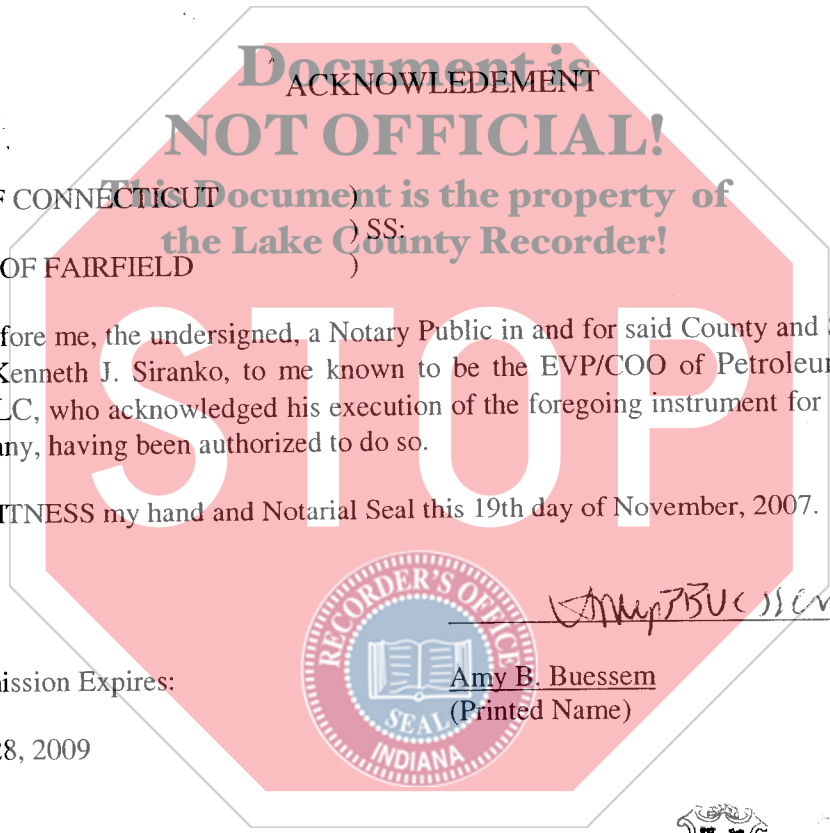 Document is
ACKNOWLEDEMENT
NOT OFFICIAL!
This Document is the property of
CONNECTICUT )
the Lake County Recorder!
) SS:
OF FAIRFIELD )
STOP
fore me, the undersigned, a Notary Public in and for said County and
Kenneth J. Siranko, to me known to be the EVP/COO of Petroleu
LC, who acknowledged his execution of the foregoing instrument for
any, having been authorized to do so.
ITNESS my hand and Notarial Seal this 19th day of November, 2007.
RECORDER'S OFFICE
SEAL
INDIANA
ission Expires:
Amy B. Buessem
(Printed Name)
28, 2009